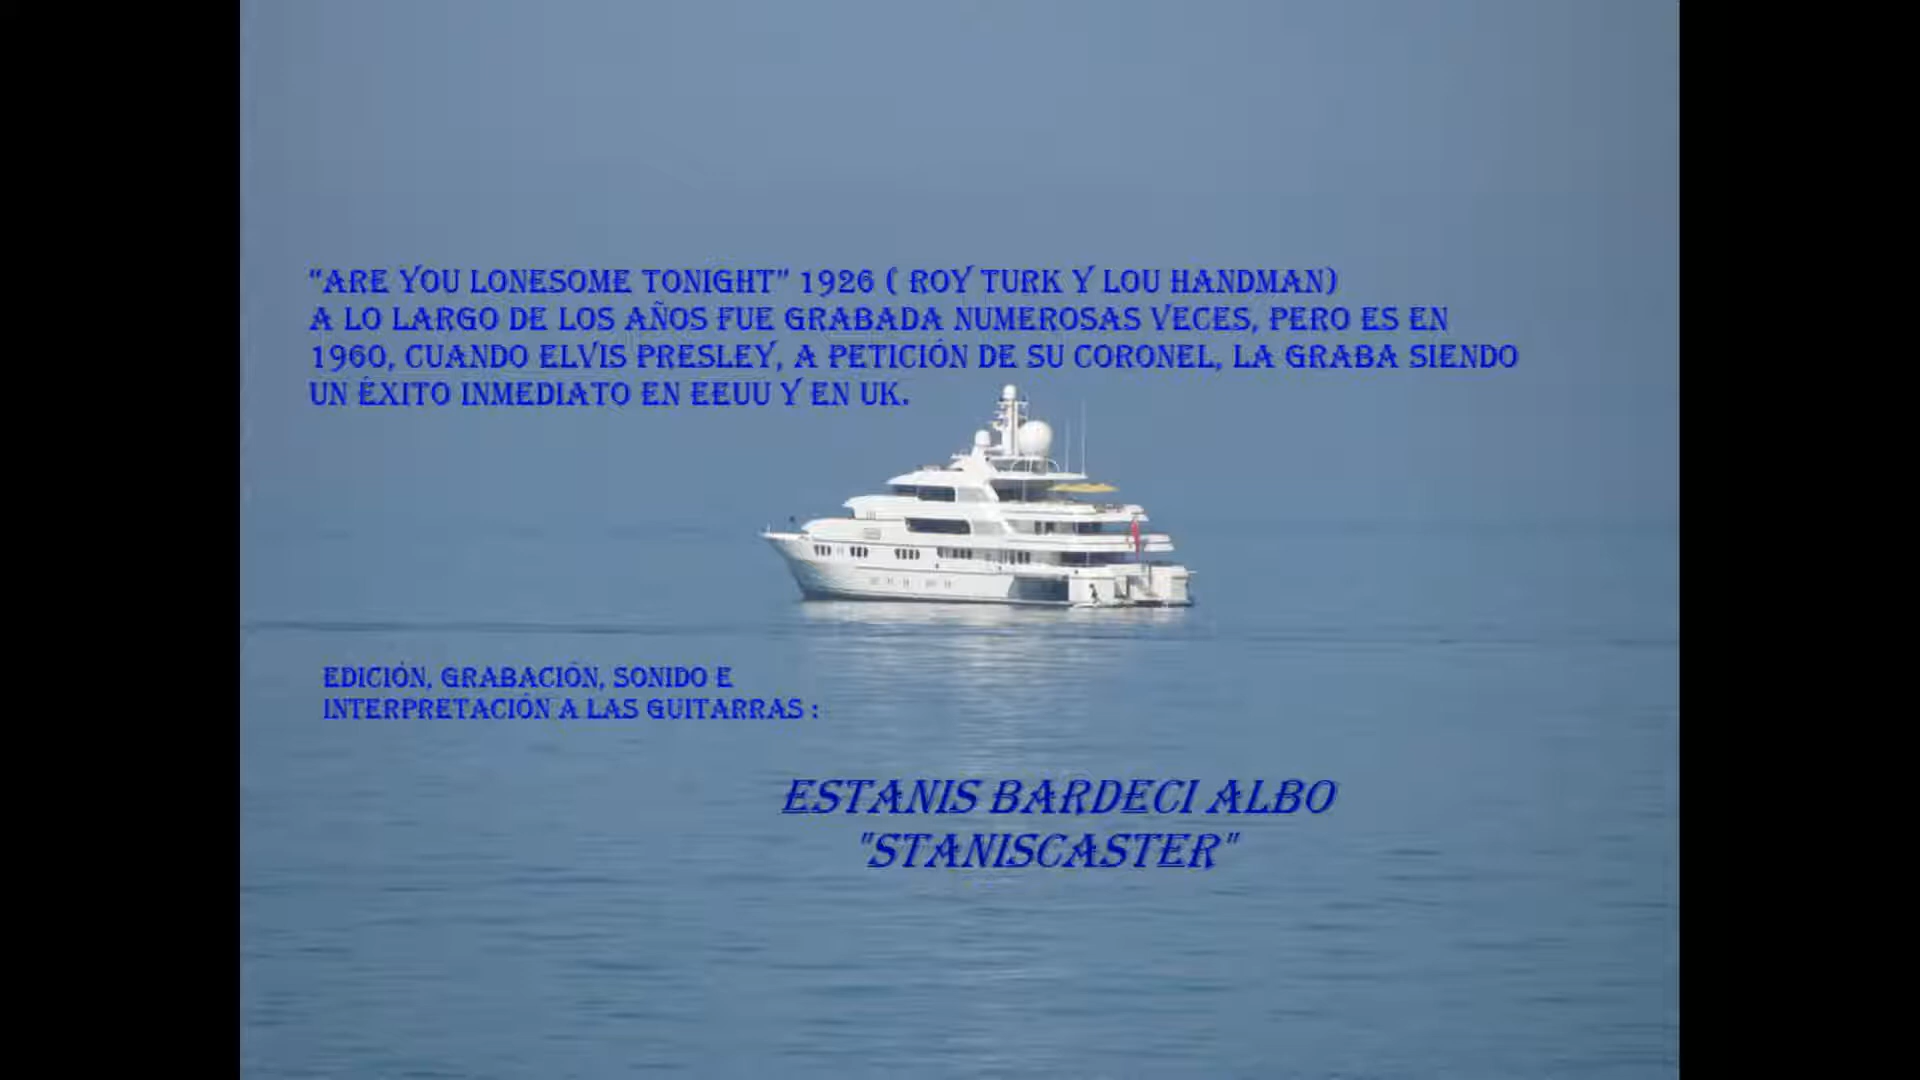 "ARE YOU LONESOME TONIGHT" 1926 ( ROY TURK Y LOU HANDMAN)
A LO LARGO DE LOS AÑOS FUE GRABADA NUMEROSAS VECES, PERO ES EN
1960, CUANDO ELVIS PRESLEY, A PETICIÓN DE SU CORONEL, LA GRABA SIENDO
UN ÉXITO INMEDIATO EN EEUU Y EN UK.
EDICIÓN, GRABACIÓN, SONIDO E
INTERPRETACIÓN A LAS GUITARRAS :
ESTANIS BARDECI ALBO
"STANISCASTER"